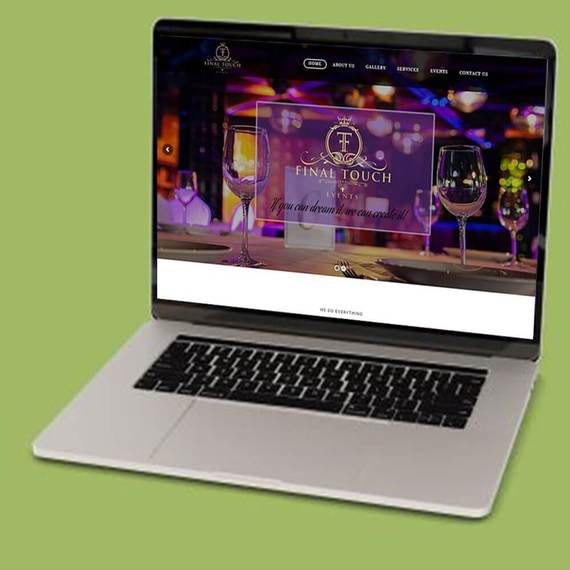 FINAL TOUCH
HOME ABOUT US GALLERY SERVICES EVENTS CONTACT US
FINAL TOUCH
EVENTS
If you can dream it, we can create it!
WE DO EVERYTHING